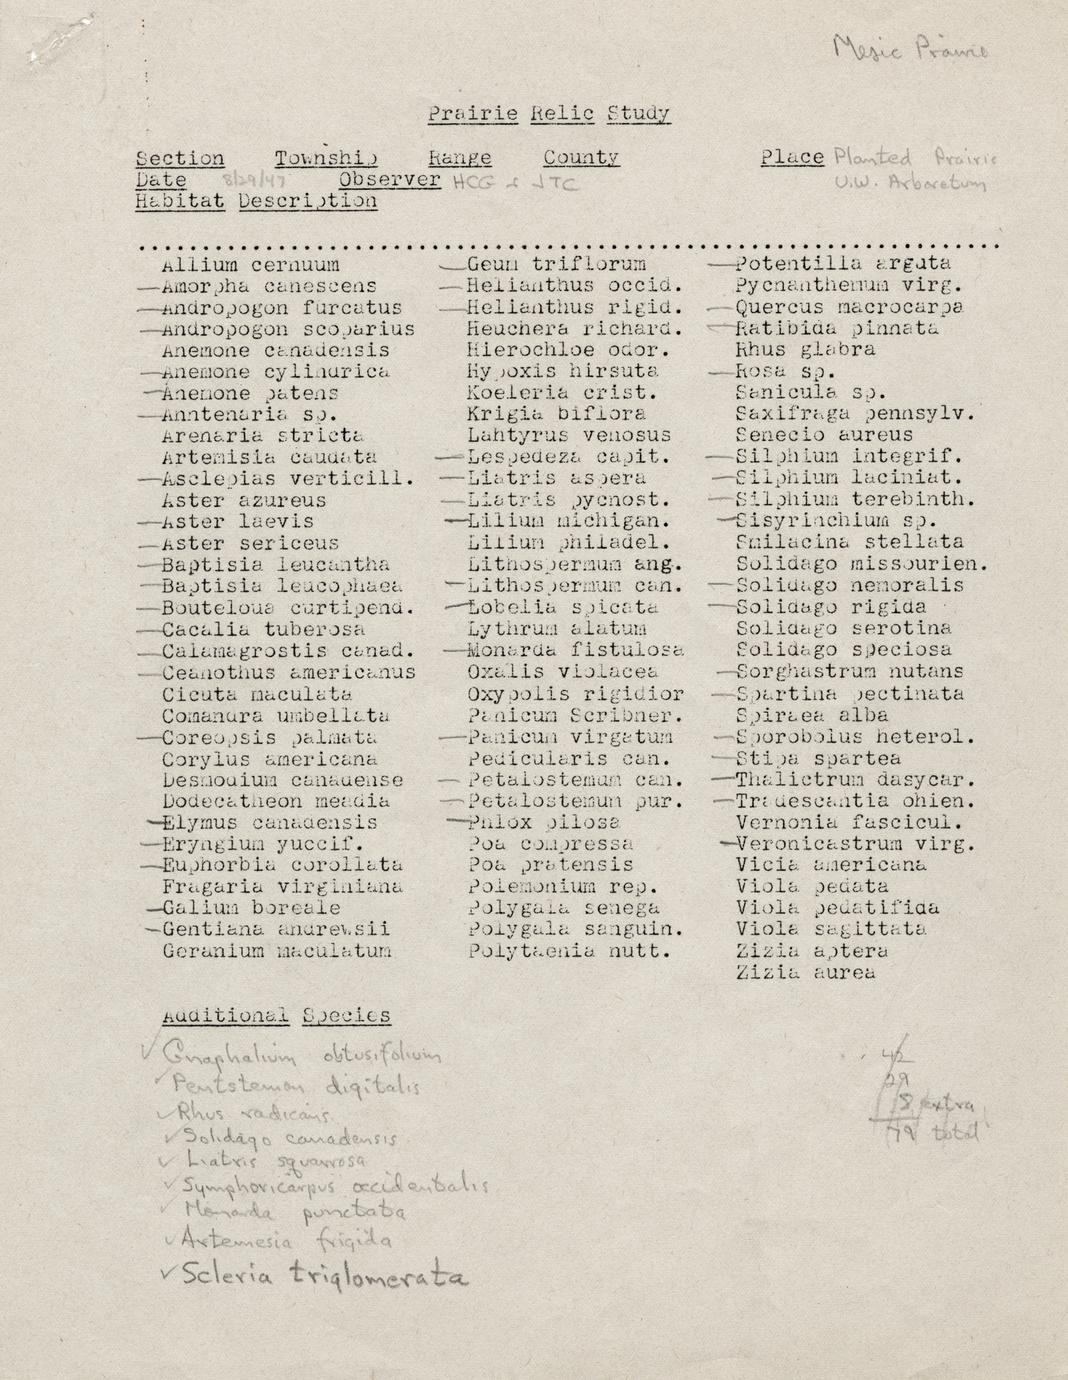 Mesic Prairie
Prairie Relic Study
Section Township Range County Place Planted Prairie
Date 8/29/47 Observer HCG & JTC U.W. Arboretum
Habitat Description
Allium cernuum —Geum triflorum —Potentilla arguta
—Amorpha canescens —Helianthus occid. Pycnanthemum virg.
—Andropogon furcatus —Helianthus rigid. —Quercus macrocarpa
—Andropogon scoparius Heuchera richard. —Ratibida pinnata
Anemone canadensis Hierochloe odor. Rhus glabra
—Anemone cylindrica Hypoxis hirsuta —Rosa sp.
—Anemone patens Koeleria crist. Sanicula sp.
—Anntenaria sp. Krigia biflora Saxifraga pennsylv.
Arenaria stricta Lahtyrus venosus Senecio aureus
Artemisia caudata —Lespedeza capit. —Silphium integrif.
—Asclepias verticill. —Liatris aspera —Silphium laciniat.
Aster azureus —Liatris pycnost. —Silphium terebinth.
—Aster laevis —Lilium michigan. —Sisyrinchium sp.
—Aster sericeus Lilium philadel. Smilacina stellata
—Baptisia leucantha Lithospermum ang. Solidago missourien.
—Baptisia leucophaea —Lithospermum can. —Solidago nemoralis
—Bouteloua curtipend. —Lobelia spicata —Solidago rigida
—Cacalia tuberosa Lythrum alatum Solidago serotina
—Calamagrostis canad. —Monarda fistulosa Solidago speciosa
—Ceanothus americanus Oxalis violacea —Sorghastrum nutans
Cicuta maculata Oxypolis rigidior —Spartina pectinata
Comandra umbellata Panicum Scribner. Spiraea alba
—Coreopsis palmata —Panicum virgatum —Sporobolus heterol.
Corylus americana Pedicularis can. —Stipa spartea
Desmodium canadense —Petalostemum can. —Thalictrum dasycar.
Dodecatheon meadia —Petalostemum pur. —Tradescantia ohien.
—Elymus canadensis —Phlox pilosa Vernonia fascicul.
—Eryngium yuccif. Poa compressa —Veronicastrum virg.
—Euphorbia corollata Poa pratensis Vicia americana
Fragaria virginiana Polemonium rep. Viola pedata
—Galium boreale Polygala senega Viola pedatifida
—Gentiana andrewsii Polygala sanguin. Viola sagittata
Geranium maculatum Polytaenia nutt. Zizia aptera
Zizia aurea
Additional Species
✓ Gnaphalium obtusifolium
✓ Pentstemon digitalis
✓ Rhus radicans
✓ Solidago canadensis
✓ Liatris squarrosa
✓ Symphoricarpus occidentalis
✓ Monarda punctata
✓ Artemesia frigida
✓ Scleria triglomerata
42
29
8 extra
79 total